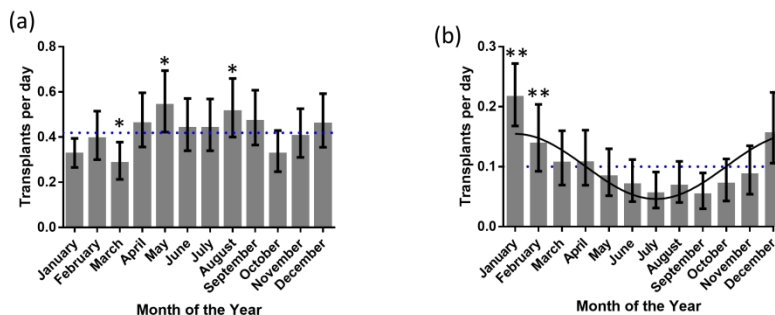 (a)
Transplants per day
0.8
0.6
0.4
0.2
0.0
*
*
*
January
February
March
April
May
June
July
August
September
October
November
December
Month of the Year
(b)
Transplants per day
0.3
0.2
0.1
0.0
**
**
January
February
March
April
May
June
July
August
September
October
November
December
Month of the Year